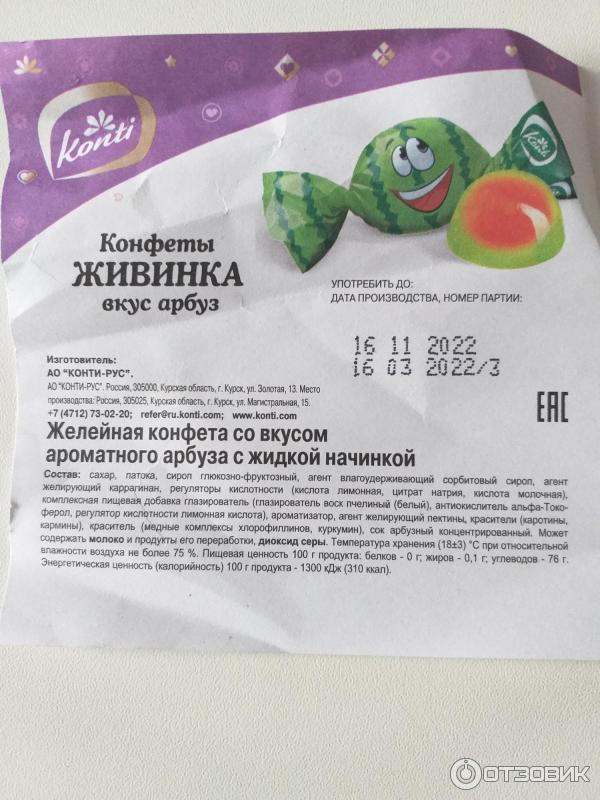 Konti
Konti
Конфеты
ЖИВИНКА
вкус арбуз
УПОТРЕБИТЬ ДО:
ДАТА ПРОИЗВОДСТВА, НОМЕР ПАРТИИ:
16 11 2022
16 03 2022/3
Изготовитель:
АО "КОНТИ-РУС".
АО "КОНТИ-РУС". Россия, 305000, Курская область, г. Курск, ул. Золотая, 13. Место
производства: Россия, 305025, Курская область, г. Курск, ул. Магистральная, 15.
+7 (4712) 73-02-20; refer@ru.konti.com; www.konti.com
EAC
Желейная конфета со вкусом
ароматного арбуза с жидкой начинкой
Состав: сахар, патока, сироп глюкозно-фруктозный, агент влагоудерживающий сорбитовый сироп, агент
желирующий каррагинан, регуляторы кислотности (кислота лимонная, цитрат натрия, кислота молочная),
комплексная пищевая добавка глазирователь (глазирователь воск пчелиный (белый), антиокислитель альфа-Токо-
ферол, регулятор кислотности лимонная кислота), ароматизатор, агент желирующий пектины, красители (каротины,
кармины), краситель (медные комплексы хлорофиллинов, куркумин), сок арбузный концентрированный. Может
содержать молоко и продукты его переработки, диоксид серы. Температура хранения (18±3) °С при относительной
влажности воздуха не более 75 %. Пищевая ценность 100 г продукта: белков - 0 г; жиров - 0,1 г; углеводов - 76 г.
Энергетическая ценность (калорийность) 100 г продукта - 1300 кДж (310 ккал).
ОТЗОВИК